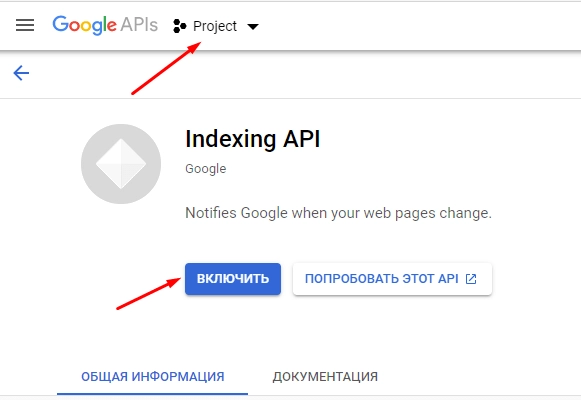 Google APIs Project
Indexing API
Google
Notifies Google when your web pages change.
ВКЛЮЧИТЬ ПОПРОБОВАТЬ ЭТОТ API
ОБЩАЯ ИНФОРМАЦИЯ ДОКУМЕНТАЦИЯ